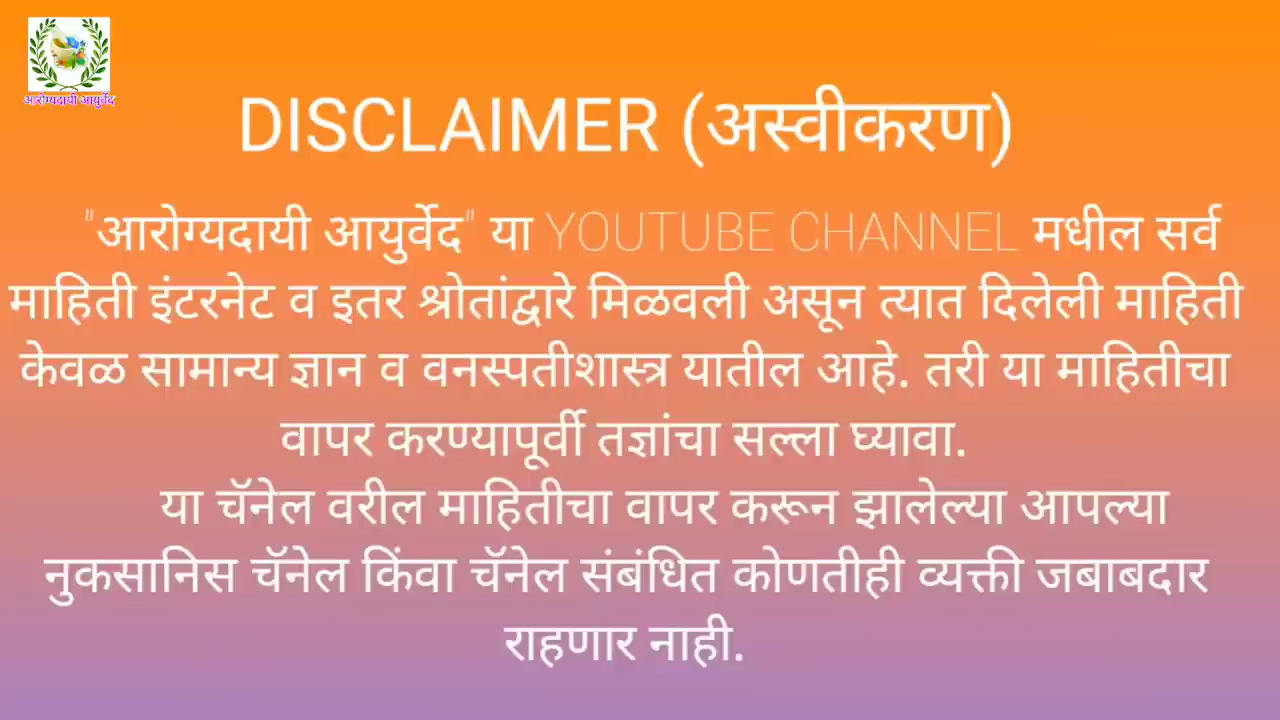 आरोग्यदायी आयुर्वेद
DISCLAIMER (अस्वीकरण)
"आरोग्यदायी आयुर्वेद" या YOUTUBE CHANNEL मधील सर्व
माहिती इंटरनेट व इतर श्रोतांद्वारे मिळवली असून त्यात दिलेली माहिती
केवळ सामान्य ज्ञान व वनस्पतीशास्त्र यातील आहे. तरी या माहितीचा
वापर करण्यापूर्वी तज्ञांचा सल्ला घ्यावा.
या चॅनेल वरील माहितीचा वापर करून झालेल्या आपल्या
नुकसानिस चॅनेल किंवा चॅनेल संबंधित कोणतीही व्यक्ती जबाबदार
राहणार नाही.